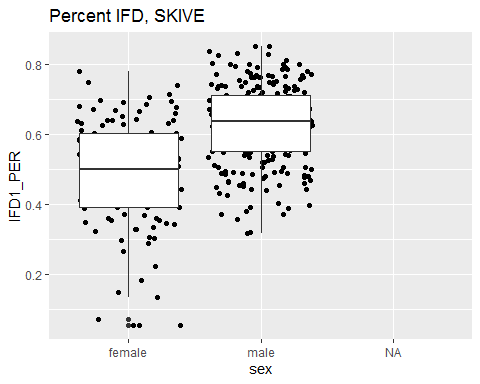 Percent IFD, SKIVE
IFD1_PER
0.8
0.6
0.4
0.2
female male NA
sex